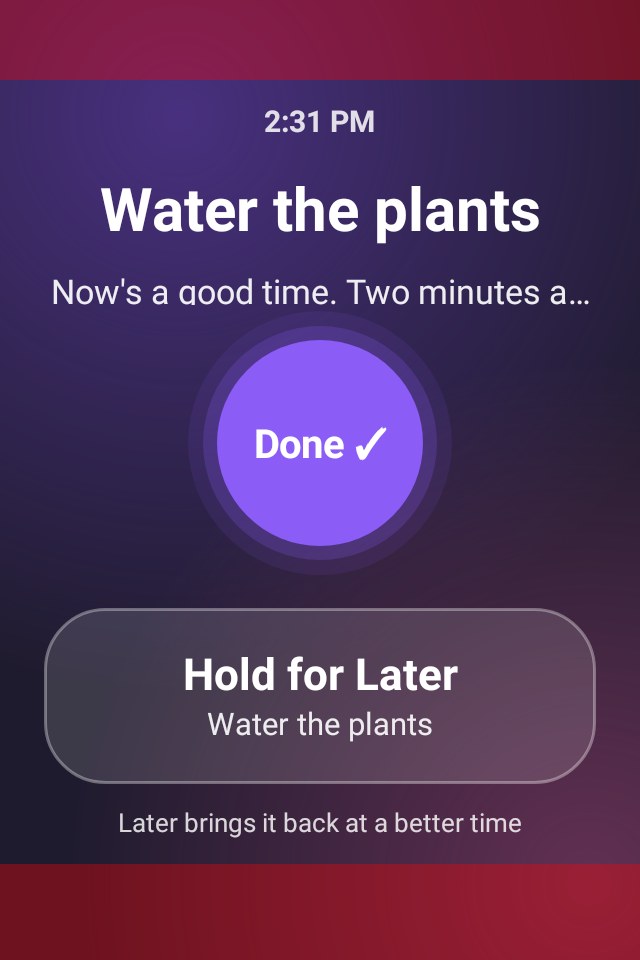 2:31 PM
Water the plants
Now's a good time. Two minutes a…
Done ✓
Hold for Later
Water the plants
Later brings it back at a better time